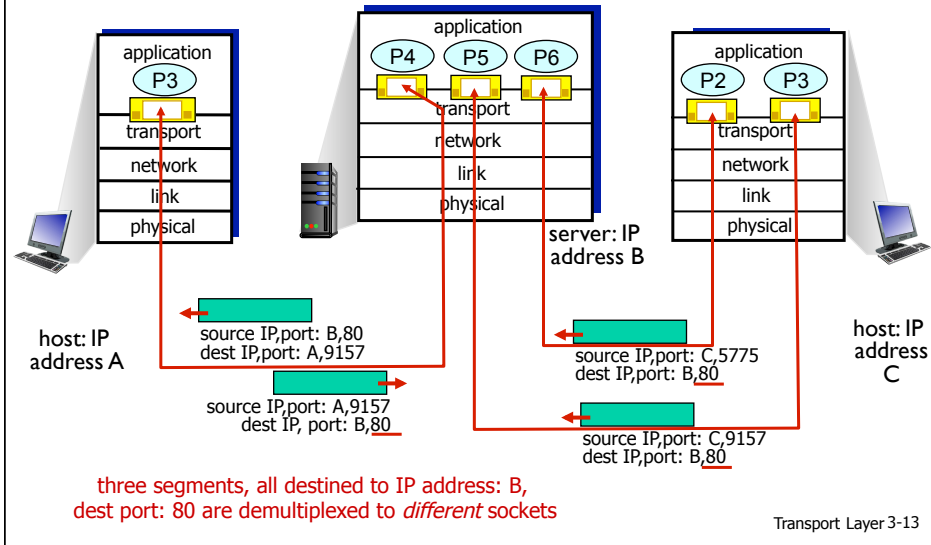 application
P3
transport
network
link
physical
host: IP
address A
application
P4 P5 P6
transport
network
link
physical
server: IP
address B
application
P2 P3
transport
network
link
physical
host: IP
address
C
source IP,port: B,80
dest IP,port: A,9157
source IP,port: A,9157
dest IP, port: B,80
source IP,port: C,5775
dest IP,port: B,80
source IP,port: C,9157
dest IP,port: B,80
three segments, all destined to IP address: B,
dest port: 80 are demultiplexed to different sockets
Transport Layer 3-13